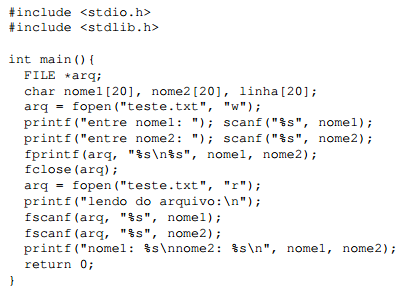 #include <stdio.h>
#include <stdlib.h>
int main(){
FILE *arq;
char nome1[20], nome2[20], linha[20];
arq = fopen("teste.txt", "w");
printf("entre nome1: "); scanf("%s", nome1);
printf("entre nome2: "); scanf("%s", nome2);
fprintf(arq, "%s\n%s", nome1, nome2);
fclose(arq);
arq = fopen("teste.txt", "r");
printf("lendo do arquivo:\n");
fscanf(arq, "%s", nome1);
fscanf(arq, "%s", nome2);
printf("nome1: %s\nnome2: %s\n", nome1, nome2);
return 0;
}